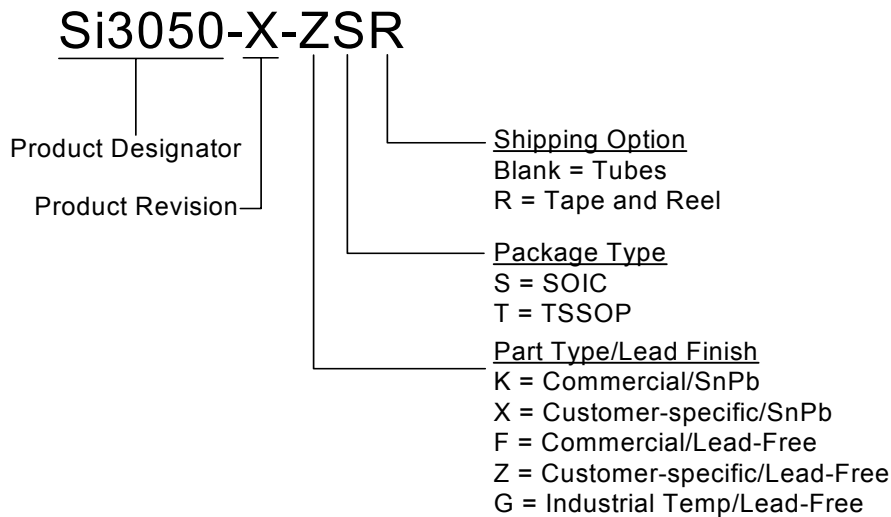 Si3050-X-ZSR
Product Designator
Product Revision
Shipping Option
Blank = Tubes
R = Tape and Reel
Package Type
S = SOIC
T = TSSOP
Part Type/Lead Finish
K = Commercial/SnPb
X = Customer-specific/SnPb
F = Commercial/Lead-Free
Z = Customer-specific/Lead-Free
G = Industrial Temp/Lead-Free